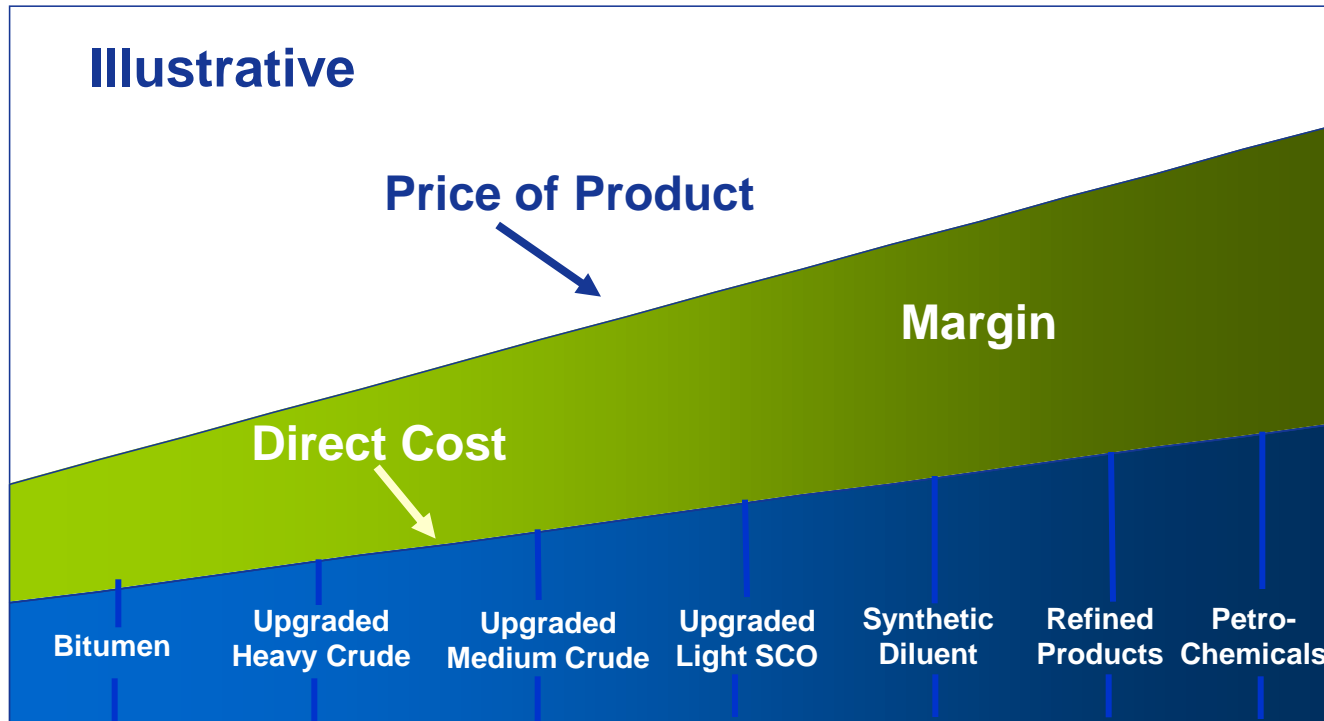 Illustrative
Price of Product
Margin
Direct Cost
Bitumen
Upgraded
Heavy Crude
Upgraded
Medium Crude
Upgraded
Light SCO
Synthetic
Diluent
Refined
Products
Petro-
Chemicals